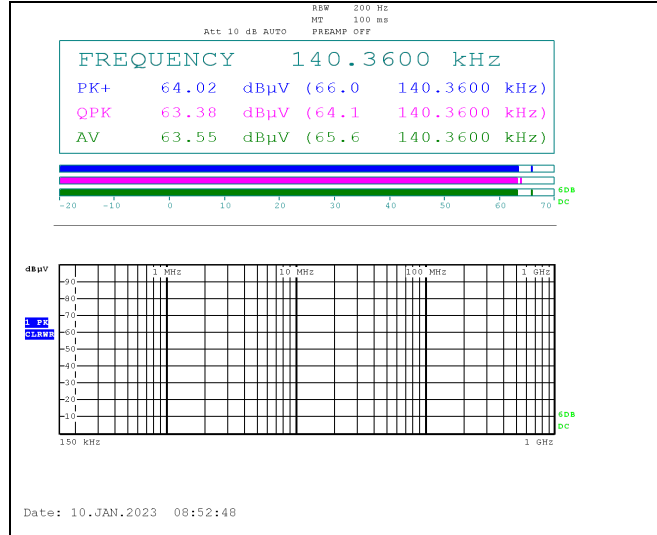 RBW 200 Hz
MT 100 ms
Att 10 dB AUTO PREAMP OFF
FREQUENCY 140.3600 kHz
PK+ 64.02 dBµV (66.0 140.3600 kHz)
QPK 63.38 dBµV (64.1 140.3600 kHz)
AV 63.55 dBµV (65.6 140.3600 kHz)
6DB
-20 -10 0 10 20 30 40 50 60 70 DC
dBµV 1 MHz 10 MHz 100 MHz 1 GHz
90
80
70
1 PK
60
CLRWR
50
40
30
20
10 6DB
DC
150 kHz 1 GHz
Date: 10.JAN.2023 08:52:48